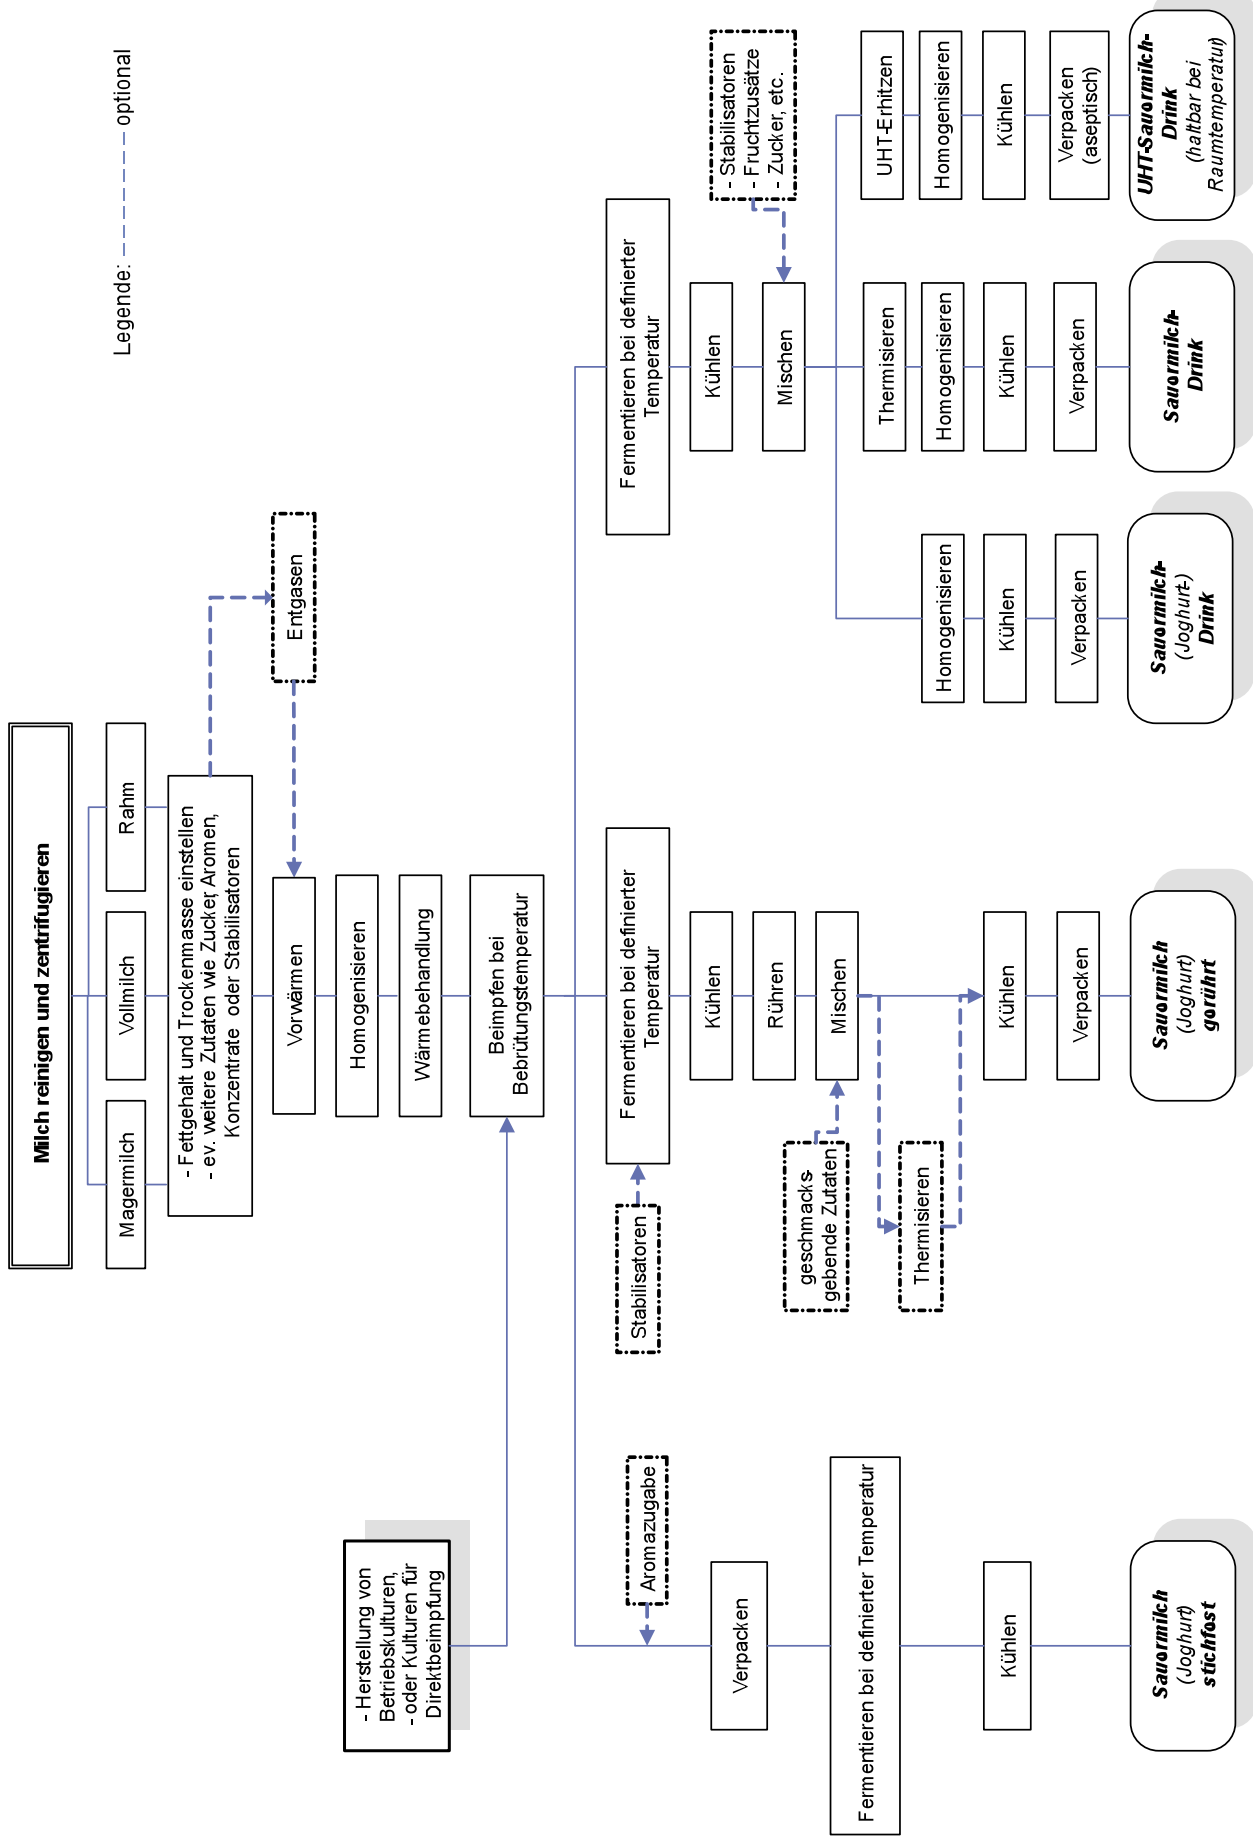 Legende: optional
Milch reinigen und zentrifugieren
Magermilch
Vollmilch
Rahm
- Fettgehalt und Trockenmasse einstellen
- ev. weitere Zutaten wie Zucker, Aromen,
Konzentrate oder Stabilisatoren
Entgasen
Vorwärmen
Homogenisieren
Wärmebehandlung
- Herstellung von
Betriebskulturen,
- oder Kulturen für
Direktbeimpfung
Beimpfen bei
Bebrütungstemperatur
Aromazugabe
Verpacken
Fermentieren bei definierter Temperatur
Kühlen
Sauermilch
(Joghurt)
stichfest
Stabilisatoren
Fermentieren bei definierter
Temperatur
Kühlen
Rühren
geschmacks-
gebende Zutaten
Mischen
Thermisieren
Kühlen
Verpacken
Sauermilch
(Joghurt)
gerührt
Fermentieren bei definierter
Temperatur
Kühlen
- Stabilisatoren
- Fruchtzusätze
- Zucker, etc.
Mischen
Homogenisieren
Kühlen
Verpacken
Sauermilch-
(Joghurt-)
Drink
Thermisieren
Homogenisieren
Kühlen
Verpacken
Sauermilch-
Drink
UHT-Erhitzen
Homogenisieren
Kühlen
Verpacken
(aseptisch)
UHT-Sauermilch-
Drink
(haltbar bei
Raumtemperatur)